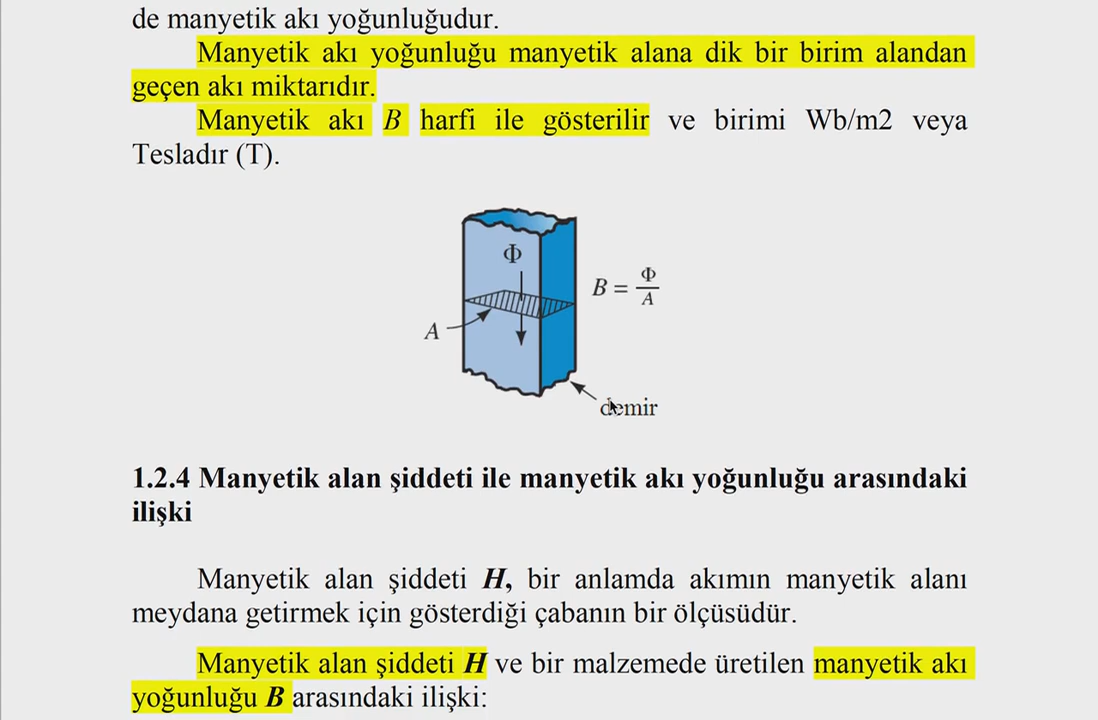 de manyetik akı yoğunluğudur.
Manyetik akı yoğunluğu manyetik alana dik bir birim alandan
geçen akı miktarıdır.
Manyetik akı B harfi ile gösterilir ve birimi Wb/m2 veya
Tesladır (T).
Φ
B = Φ/A
A
demir
1.2.4 Manyetik alan şiddeti ile manyetik akı yoğunluğu arasındaki
ilişki
Manyetik alan şiddeti H, bir anlamda akımın manyetik alanı
meydana getirmek için gösterdiği çabanın bir ölçüsüdür.
Manyetik alan şiddeti H ve bir malzemede üretilen manyetik akı
yoğunluğu B arasındaki ilişki: